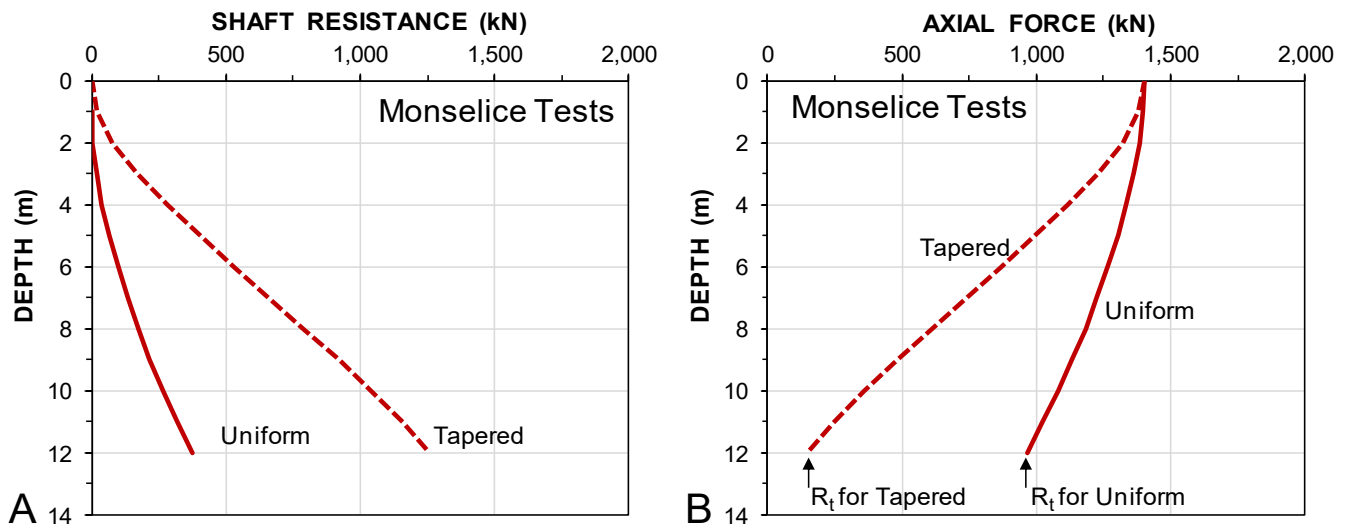 SHAFT RESISTANCE (kN)
0 500 1,000 1,500 2,000
DEPTH (m)
0
2
4
6
8
10
12
14
Monselice Tests
Uniform
Tapered
A
AXIAL FORCE (kN)
0 500 1,000 1,500 2,000
DEPTH (m)
0
2
4
6
8
10
12
14
Monselice Tests
Tapered
Uniform
Rt for Tapered
Rt for Uniform
B